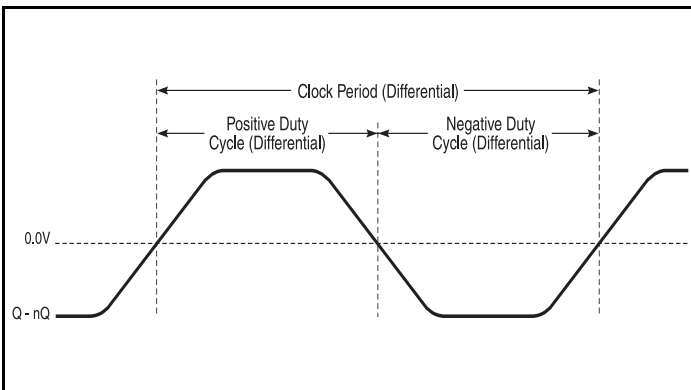 Clock Period (Differential)
Positive Duty
Cycle (Differential)
Negative Duty
Cycle (Differential)
0.0V
Q - nQ